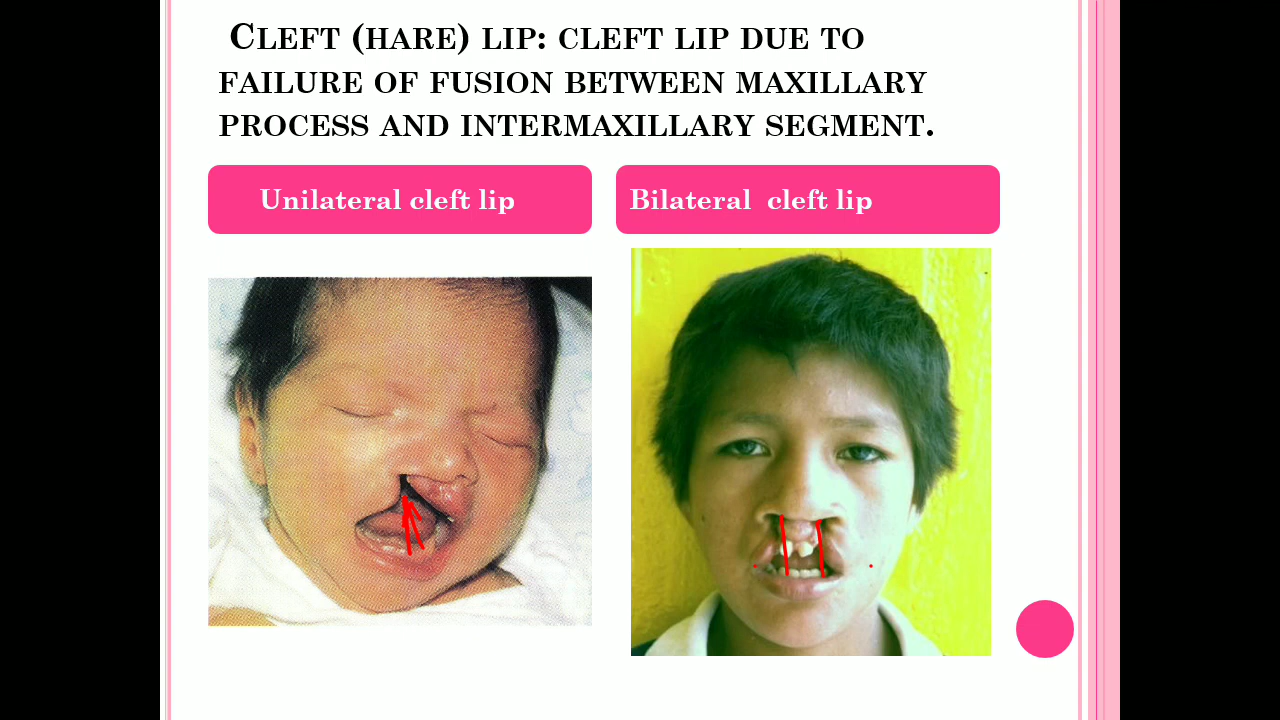 Cleft (hare) lip: cleft lip due to
failure of fusion between maxillary
process and intermaxillary segment.
Unilateral cleft lip
Bilateral cleft lip